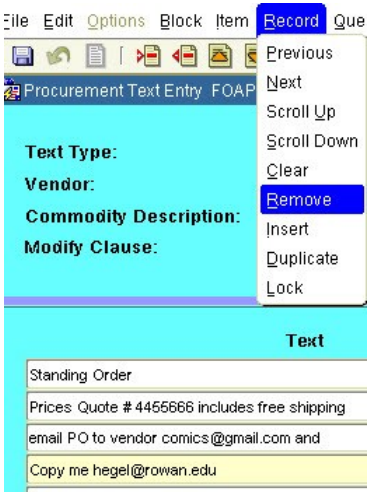 File Edit Options Block Item Record Que
Previous
Next
Scroll Up
Scroll Down
Clear
Remove
Insert
Duplicate
Lock
Procurement Text Entry FOAP
Text Type:
Vendor:
Commodity Description:
Modify Clause:
Text
Standing Order
Prices Quote # 4455666 includes free shipping
email PO to vendor comics@gmail.com and
Copy me hegel@rowan.edu